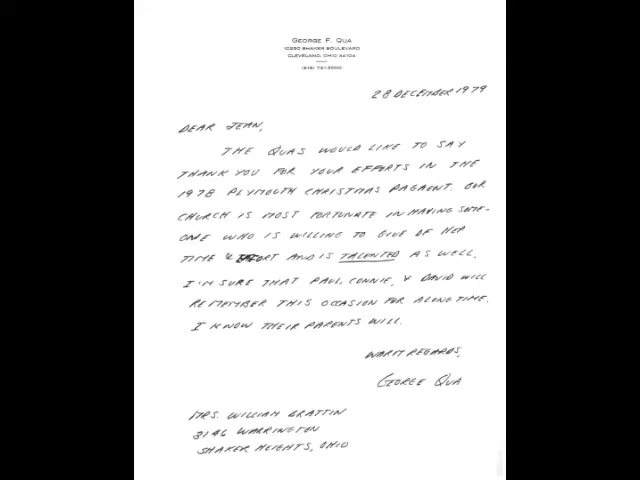 GEORGE F. QUA
SHAKER BOULEVARD
CLEVELAND, OHIO 44104
28 DECEMBER 1979
DEAR JEAN,
THE QUAS WOULD LIKE TO SAY
THANK YOU FOR YOUR EFFORTS IN THE
1978 PLYMOUTH CHRISTMAS PAGEANT. OUR
CHURCH IS MOST FORTUNATE IN HAVING SOME-
ONE WHO IS WILLING TO GIVE OF HER
TIME & EFFORT AND IS TALENTED AS WELL.
I'M SURE THAT PAUL, CONNIE, & DAVID WILL
REMEMBER THIS OCCASION FOR A LONG TIME.
I KNOW THEIR PARENTS WILL.
WARM REGARDS,
GEORGE QUA
MRS. WILLIAM BRATTIN
3146 WARRINGTON
SHAKER HEIGHTS, OHIO